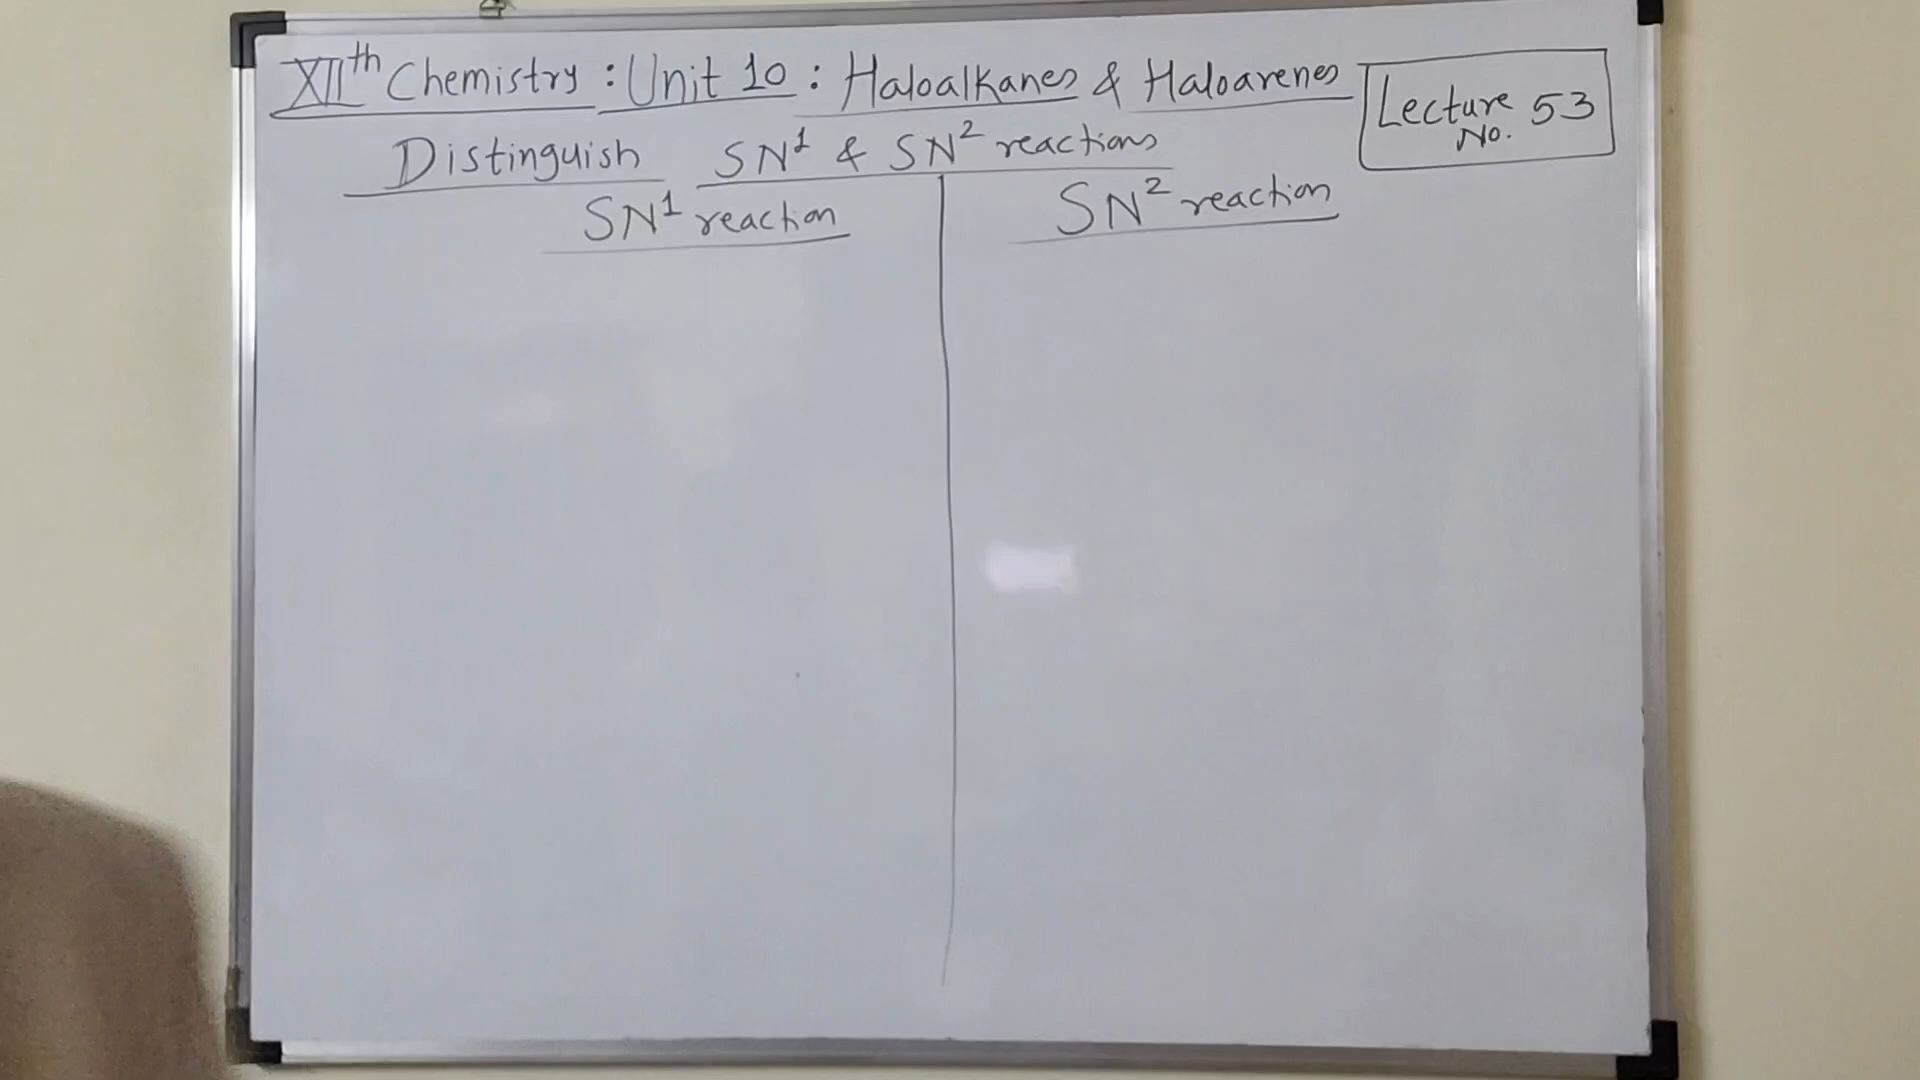 XIIth Chemistry : Unit 10 : Haloalkanes & Haloarenes
Lecture No. 53
Distinguish SN1 & SN2 reactions
SN1 reaction
SN2 reaction